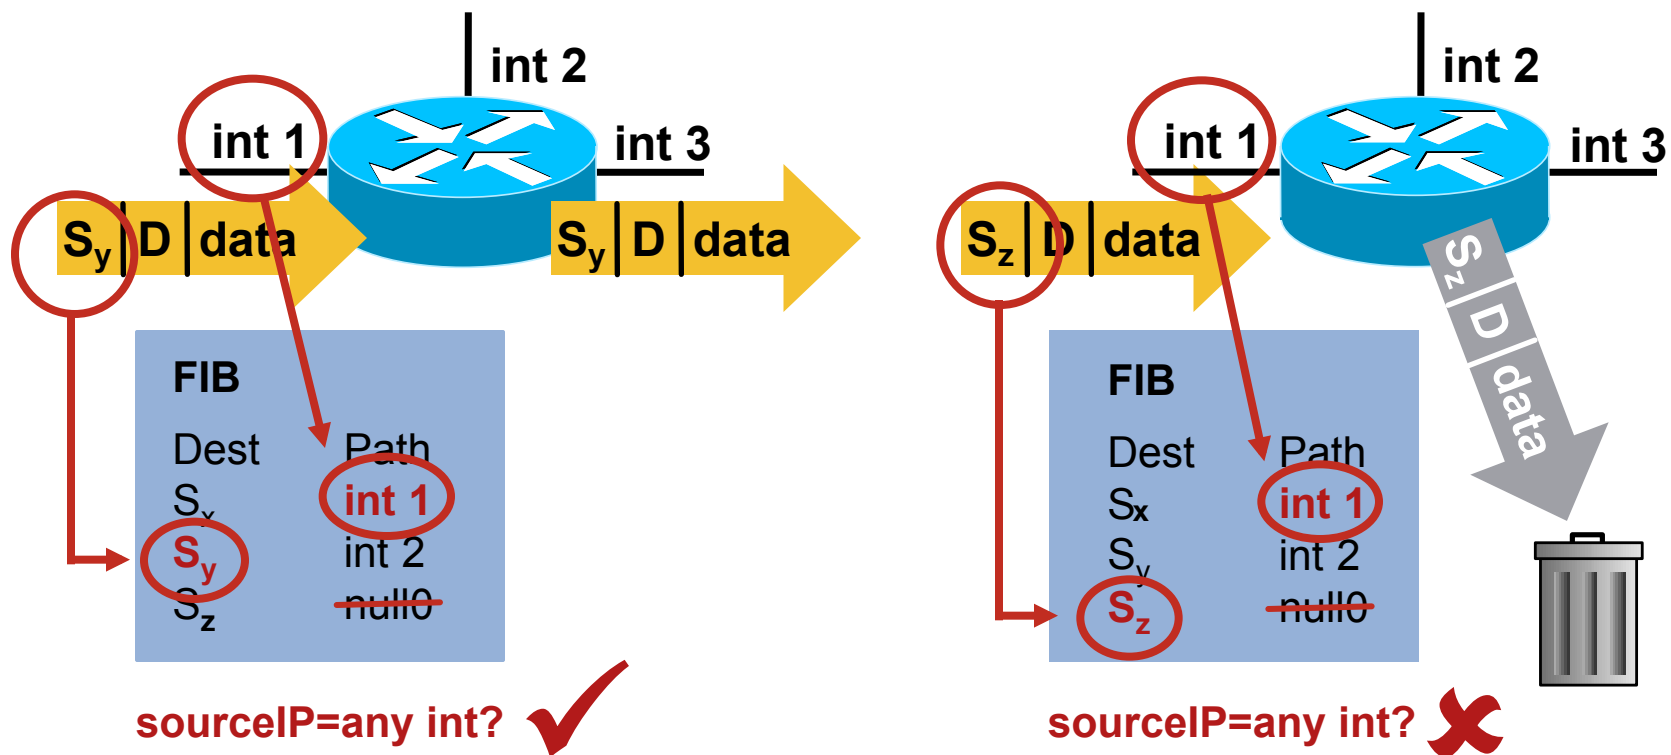 int 2
int 1
int 3
Sy D data
Sy D data
FIB
Dest Path
Sx int 1
Sy int 2
Sz null0
sourceIP=any int?
int 2
int 1
int 3
Sz D data
Sz D data
FIB
Dest Path
Sx int 1
Sy int 2
Sz null0
sourceIP=any int?